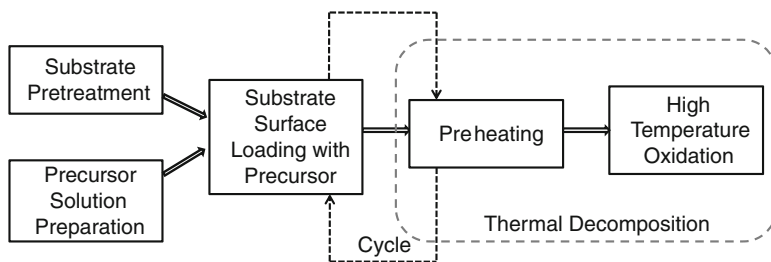 Substrate
Pretreatment
Precursor
Solution
Preparation
Substrate
Surface
Loading with
Precursor
Preheating
High
Temperature
Oxidation
Thermal Decomposition
Cycle